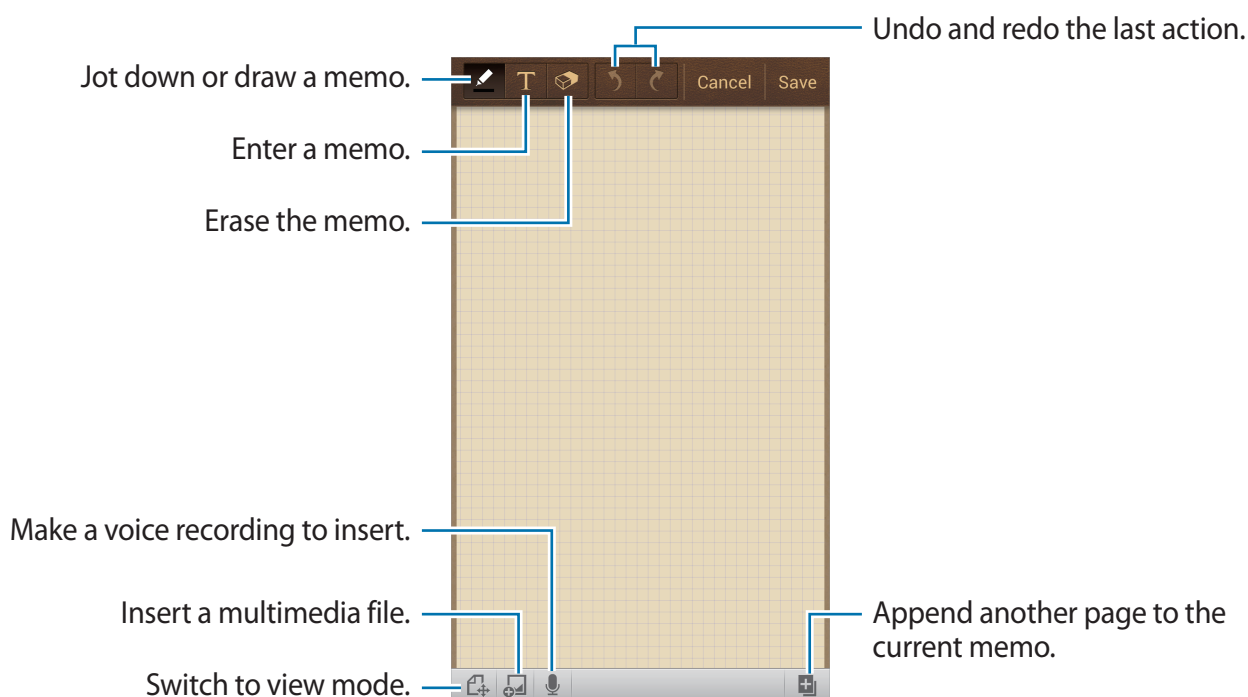 Undo and redo the last action.
Jot down or draw a memo.
T
Cancel
Save
Enter a memo.
Erase the memo.
Make a voice recording to insert.
Insert a multimedia file.
Append another page to the
current memo.
Switch to view mode.